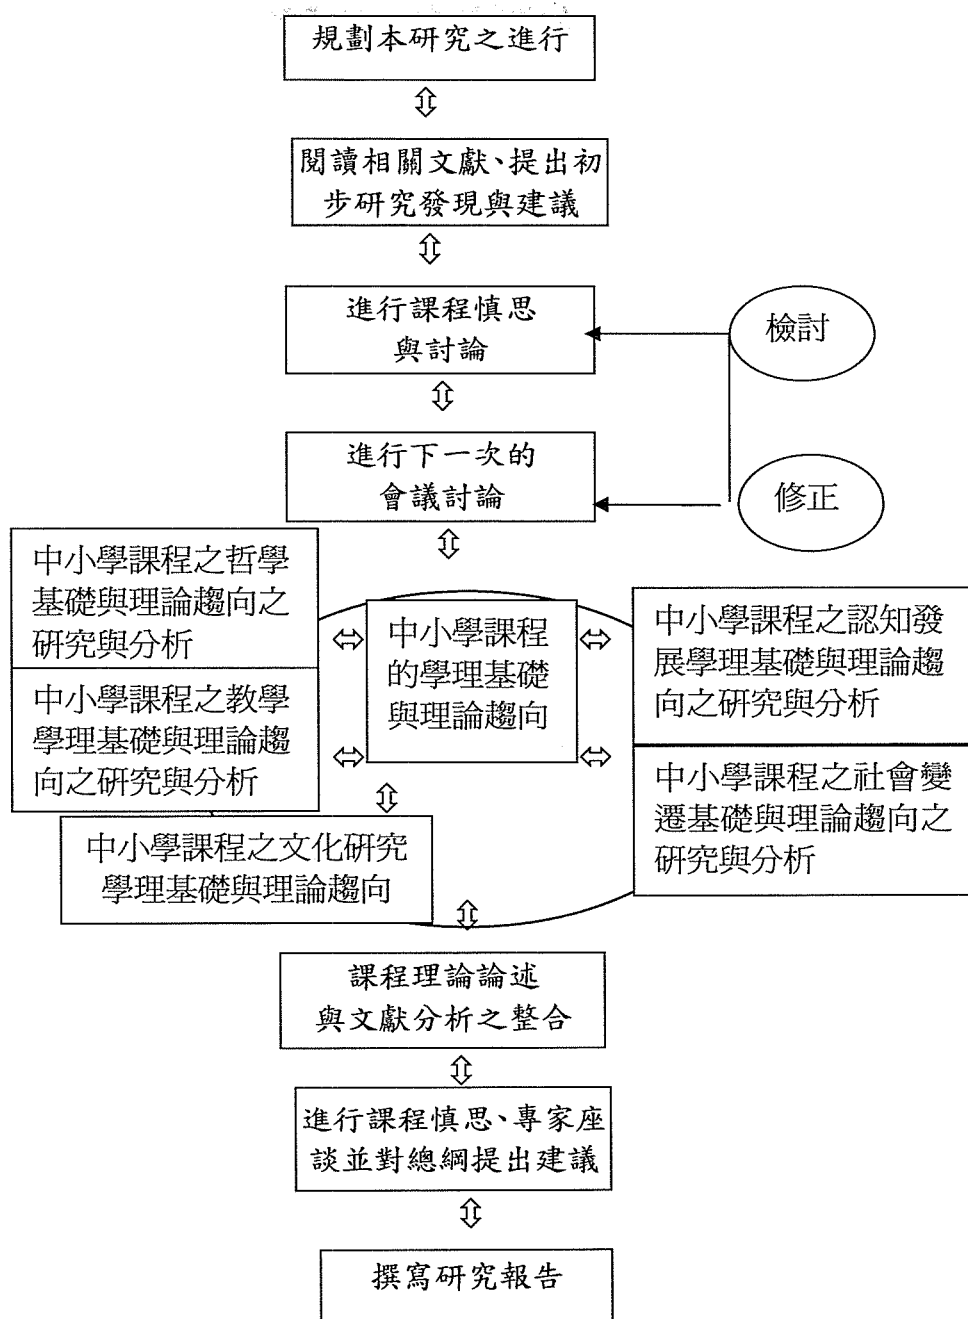 規劃本研究之進行
閱讀相關文獻、提出初
步研究發現與建議
進行課程慎思
與討論
檢討
進行下一次的
會議討論
修正
中小學課程之哲學
基礎與理論趨向之
研究與分析
中小學課程之教學
學理基礎與理論趨
向之研究與分析
中小學課程
的學理基礎
與理論趨向
中小學課程之認知發
展學理基礎與理論趨
向之研究與分析
中小學課程之社會變
遷基礎與理論趨向之
研究與分析
中小學課程之文化研究
學理基礎與理論趨向
課程理論論述
與文獻分析之整合
進行課程慎思、專家座
談並對總綱提出建議
撰寫研究報告